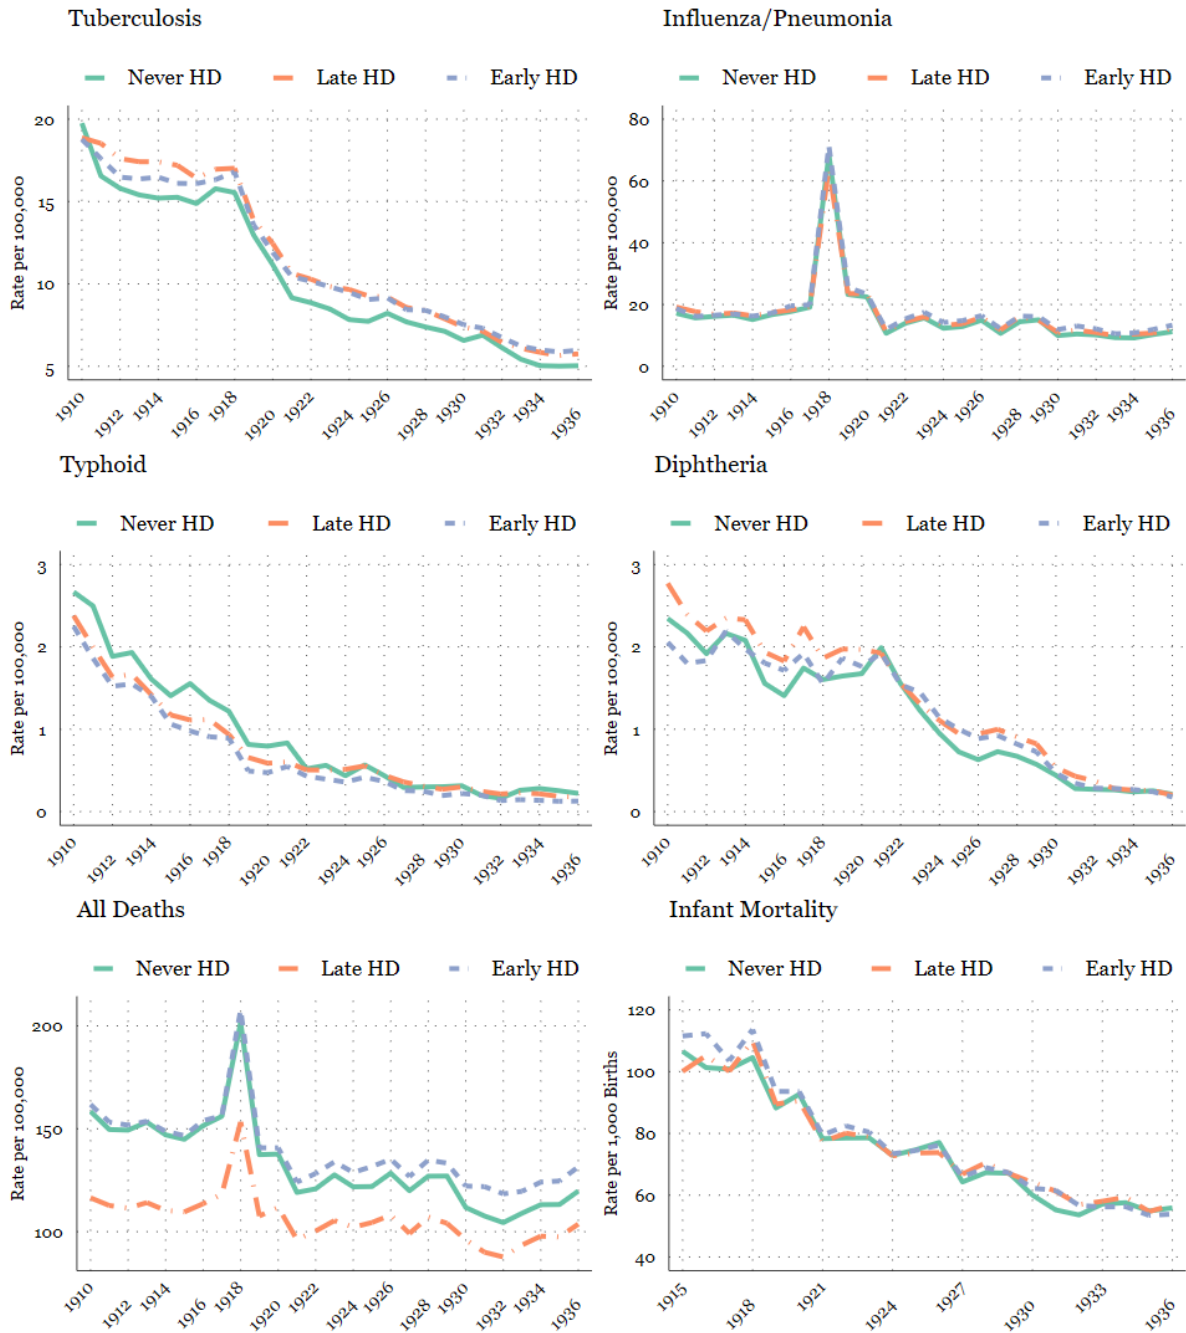 Tuberculosis
Never HD Late HD Early HD
Rate per 100,000
20
15
10
5
1910 1912 1914 1916 1918 1920 1922 1924 1926 1928 1930 1932 1934 1936
Influenza/Pneumonia
Never HD Late HD Early HD
Rate per 100,000
80
60
40
20
0
1910 1912 1914 1916 1918 1920 1922 1924 1926 1928 1930 1932 1934 1936
Typhoid
Never HD Late HD Early HD
Rate per 100,000
3
2
1
0
1910 1912 1914 1916 1918 1920 1922 1924 1926 1928 1930 1932 1934 1936
Diphtheria
Never HD Late HD Early HD
Rate per 100,000
3
2
1
0
1910 1912 1914 1916 1918 1920 1922 1924 1926 1928 1930 1932 1934 1936
All Deaths
Never HD Late HD Early HD
Rate per 100,000
200
150
100
1910 1912 1914 1916 1918 1920 1922 1924 1926 1928 1930 1932 1934 1936
Infant Mortality
Never HD Late HD Early HD
Rate per 1,000 Births
120
100
80
60
40
1915 1918 1921 1924 1927 1930 1933 1936